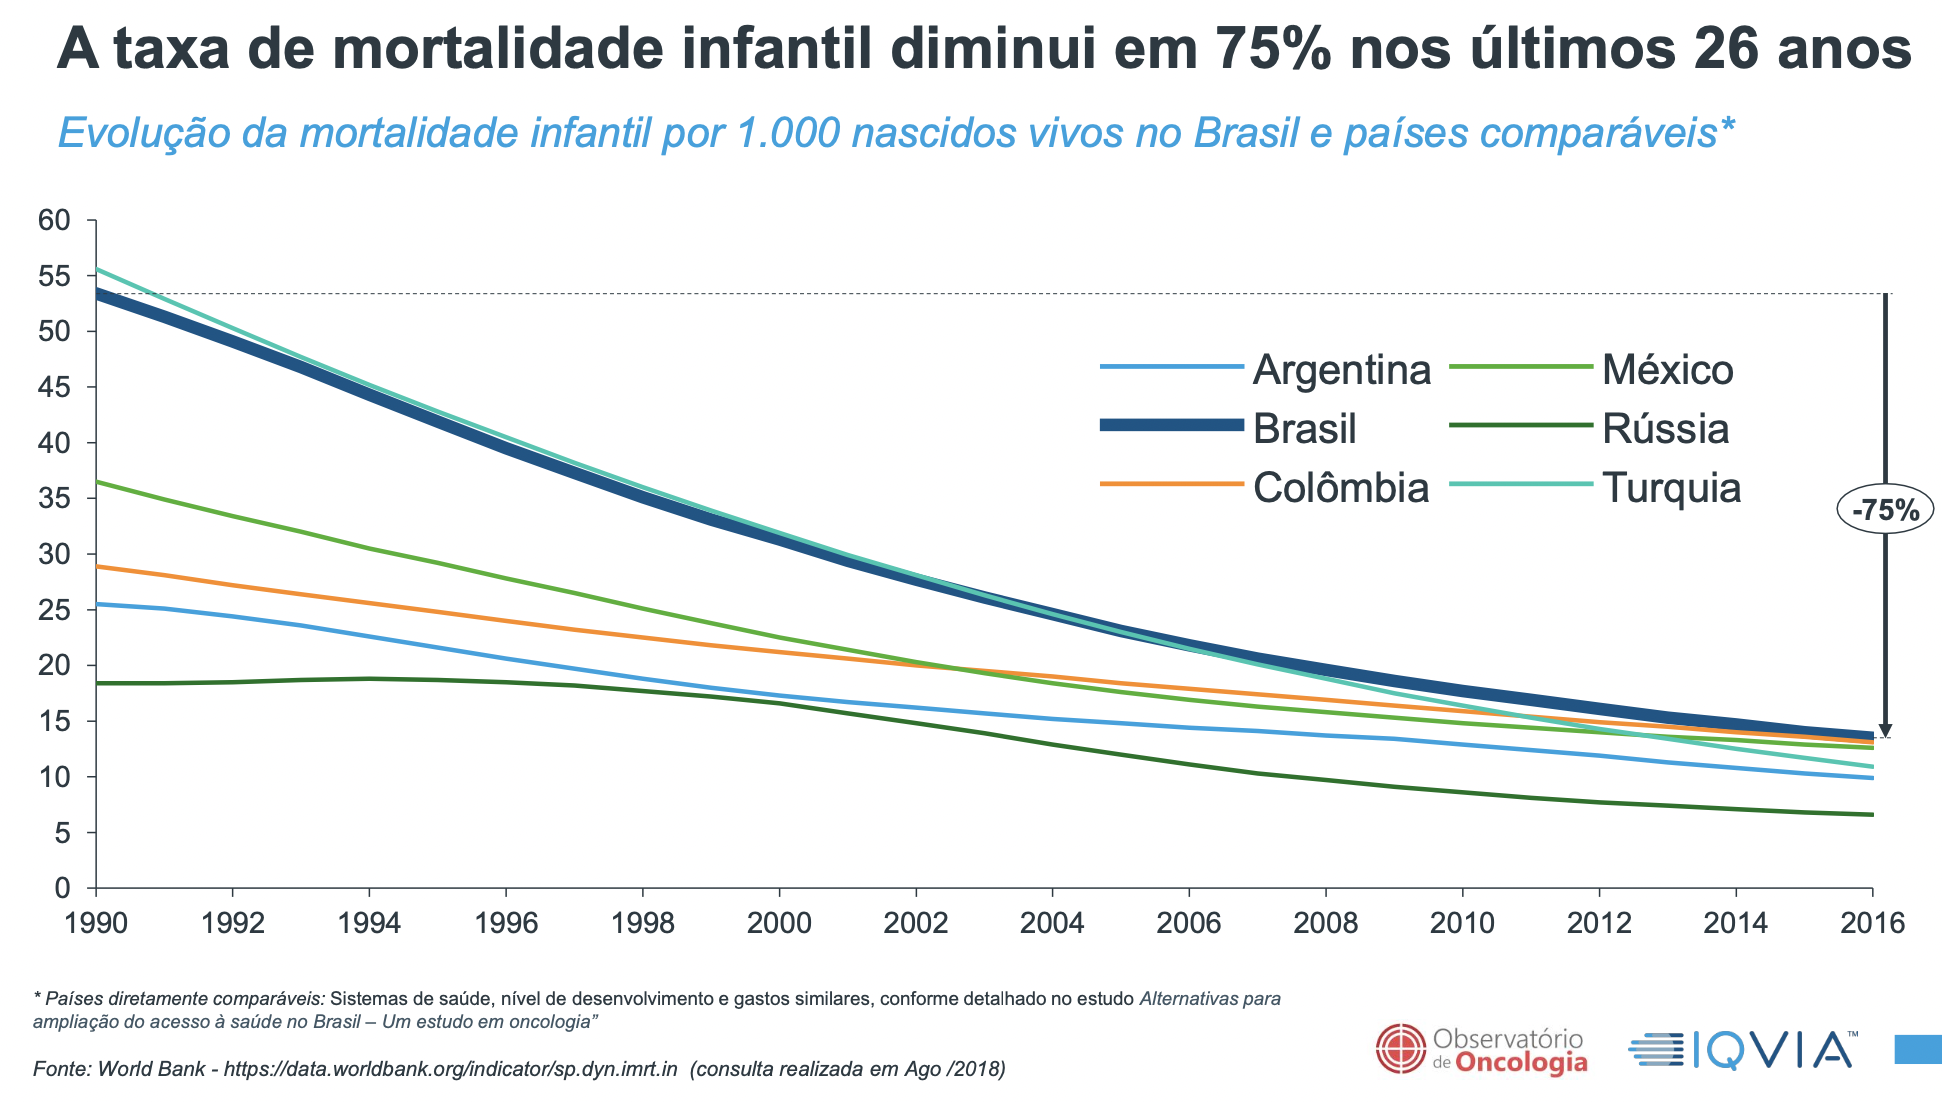 A taxa de mortalidade infantil diminui em 75% nos últimos 26 anos
Evolução da mortalidade infantil por 1.000 nascidos vivos no Brasil e países comparáveis*
60
55
50
45
40
35
30
25
20
15
10
5
0
Argentina
México
Brasil
Rússia
Colômbia
Turquia
-75%
1990 1992 1994 1996 1998 2000 2002 2004 2006 2008 2010 2012 2014 2016
* Países diretamente comparáveis: Sistemas de saúde, nível de desenvolvimento e gastos similares, conforme detalhado no estudo Alternativas para
ampliação do acesso à saúde no Brasil – Um estudo em oncologia”
Fonte: World Bank - https://data.worldbank.org/indicator/sp.dyn.imrt.in (consulta realizada em Ago /2018)
Observatório
de Oncologia
IQVIA™